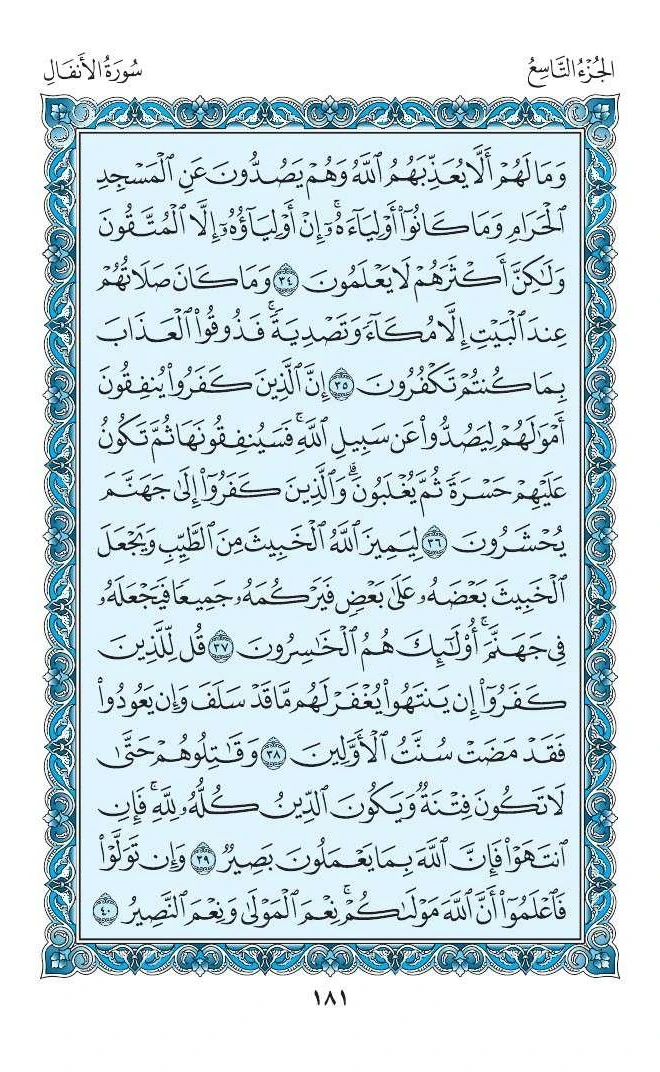 الجُزْءُ التَّاسِعُ سُورَةُ الأَنفَالِ
وَمَا لَهُمْ أَلَّا يُعَذِّبَهُمُ ٱللَّهُ وَهُمْ يَصُدُّونَ عَنِ ٱلْمَسْجِدِ
ٱلْحَرَامِ وَمَا كَانُوٓا۟ أَوْلِيَآءَهُۥٓ ۚ إِنْ أَوْلِيَآؤُهُۥٓ إِلَّا ٱلْمُتَّقُونَ
وَلَٰكِنَّ أَكْثَرَهُمْ لَا يَعْلَمُونَ ٣٤ وَمَا كَانَ صَلَاتُهُمْ
عِندَ ٱلْبَيْتِ إِلَّا مُكَآءً وَتَصْدِيَةً ۚ فَذُوقُوا۟ ٱلْعَذَابَ
بِمَا كُنتُمْ تَكْفُرُونَ ٣٥ إِنَّ ٱلَّذِينَ كَفَرُوا۟ يُنفِقُونَ
أَمْوَٰلَهُمْ لِيَصُدُّوا۟ عَن سَبِيلِ ٱللَّهِ ۚ فَسَيُنفِقُونَهَا ثُمَّ تَكُونُ
عَلَيْهِمْ حَسْرَةً ثُمَّ يُغْلَبُونَ ۗ وَٱلَّذِينَ كَفَرُوٓا۟ إِلَىٰ جَهَنَّمَ
يُحْشَرُونَ ٣٦ لِيَمِيزَ ٱللَّهُ ٱلْخَبِيثَ مِنَ ٱلطَّيِّبِ وَيَجْعَلَ
ٱلْخَبِيثَ بَعْضَهُۥ عَلَىٰ بَعْضٍ فَيَرْكُمَهُۥ جَمِيعًا فَيَجْعَلَهُۥ
فِى جَهَنَّمَ ۚ أُو۟لَٰٓئِكَ هُمُ ٱلْخَٰسِرُونَ ٣٧ قُل لِّلَّذِينَ
كَفَرُوٓا۟ إِن يَنتَهُوا۟ يُغْفَرْ لَهُم مَّا قَدْ سَلَفَ وَإِن يَعُودُوا۟
فَقَدْ مَضَتْ سُنَّتُ ٱلْأَوَّلِينَ ٣٨ وَقَٰتِلُوهُمْ حَتَّىٰ
لَا تَكُونَ فِتْنَةٌ وَيَكُونَ ٱلدِّينُ كُلُّهُۥ لِلَّهِ ۚ فَإِنِ
ٱنتَهَوْا۟ فَإِنَّ ٱللَّهَ بِمَا يَعْمَلُونَ بَصِيرٌ ٣٩ وَإِن تَوَلَّوْا۟
فَٱعْلَمُوٓا۟ أَنَّ ٱللَّهَ مَوْلَىٰكُمْ ۚ نِعْمَ ٱلْمَوْلَىٰ وَنِعْمَ ٱلنَّصِيرُ ٤٠
١٨١